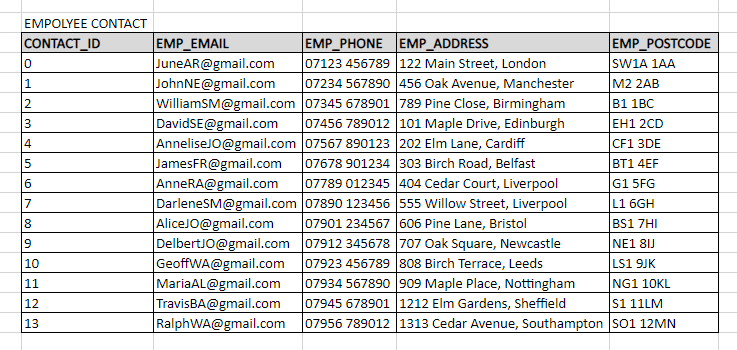 EMPOLYEE CONTACT
CONTACT_ID EMP_EMAIL EMP_PHONE EMP_ADDRESS EMP_POSTCODE
0 JuneAR@gmail.com 07123 456789 122 Main Street, London SW1A 1AA
1 JohnNE@gmail.com 07234 567890 456 Oak Avenue, Manchester M2 2AB
2 WilliamSM@gmail.com 07345 678901 789 Pine Close, Birmingham B1 1BC
3 DavidSE@gmail.com 07456 789012 101 Maple Drive, Edinburgh EH1 2CD
4 AnneliseJO@gmail.com 07567 890123 202 Elm Lane, Cardiff CF1 3DE
5 JamesFR@gmail.com 07678 901234 303 Birch Road, Belfast BT1 4EF
6 AnneRA@gmail.com 07789 012345 404 Cedar Court, Liverpool G1 5FG
7 DarleneSM@gmail.com 07890 123456 555 Willow Street, Liverpool L1 6GH
8 AliceJO@gmail.com 07901 234567 606 Pine Lane, Bristol BS1 7HI
9 DelbertJO@gmail.com 07912 345678 707 Oak Square, Newcastle NE1 8IJ
10 GeoffWA@gmail.com 07923 456789 808 Birch Terrace, Leeds LS1 9JK
11 MariaAL@gmail.com 07934 567890 909 Maple Place, Nottingham NG1 10KL
12 TravisBA@gmail.com 07945 678901 1212 Elm Gardens, Sheffield S1 11LM
13 RalphWA@gmail.com 07956 789012 1313 Cedar Avenue, Southampton SO1 12MN